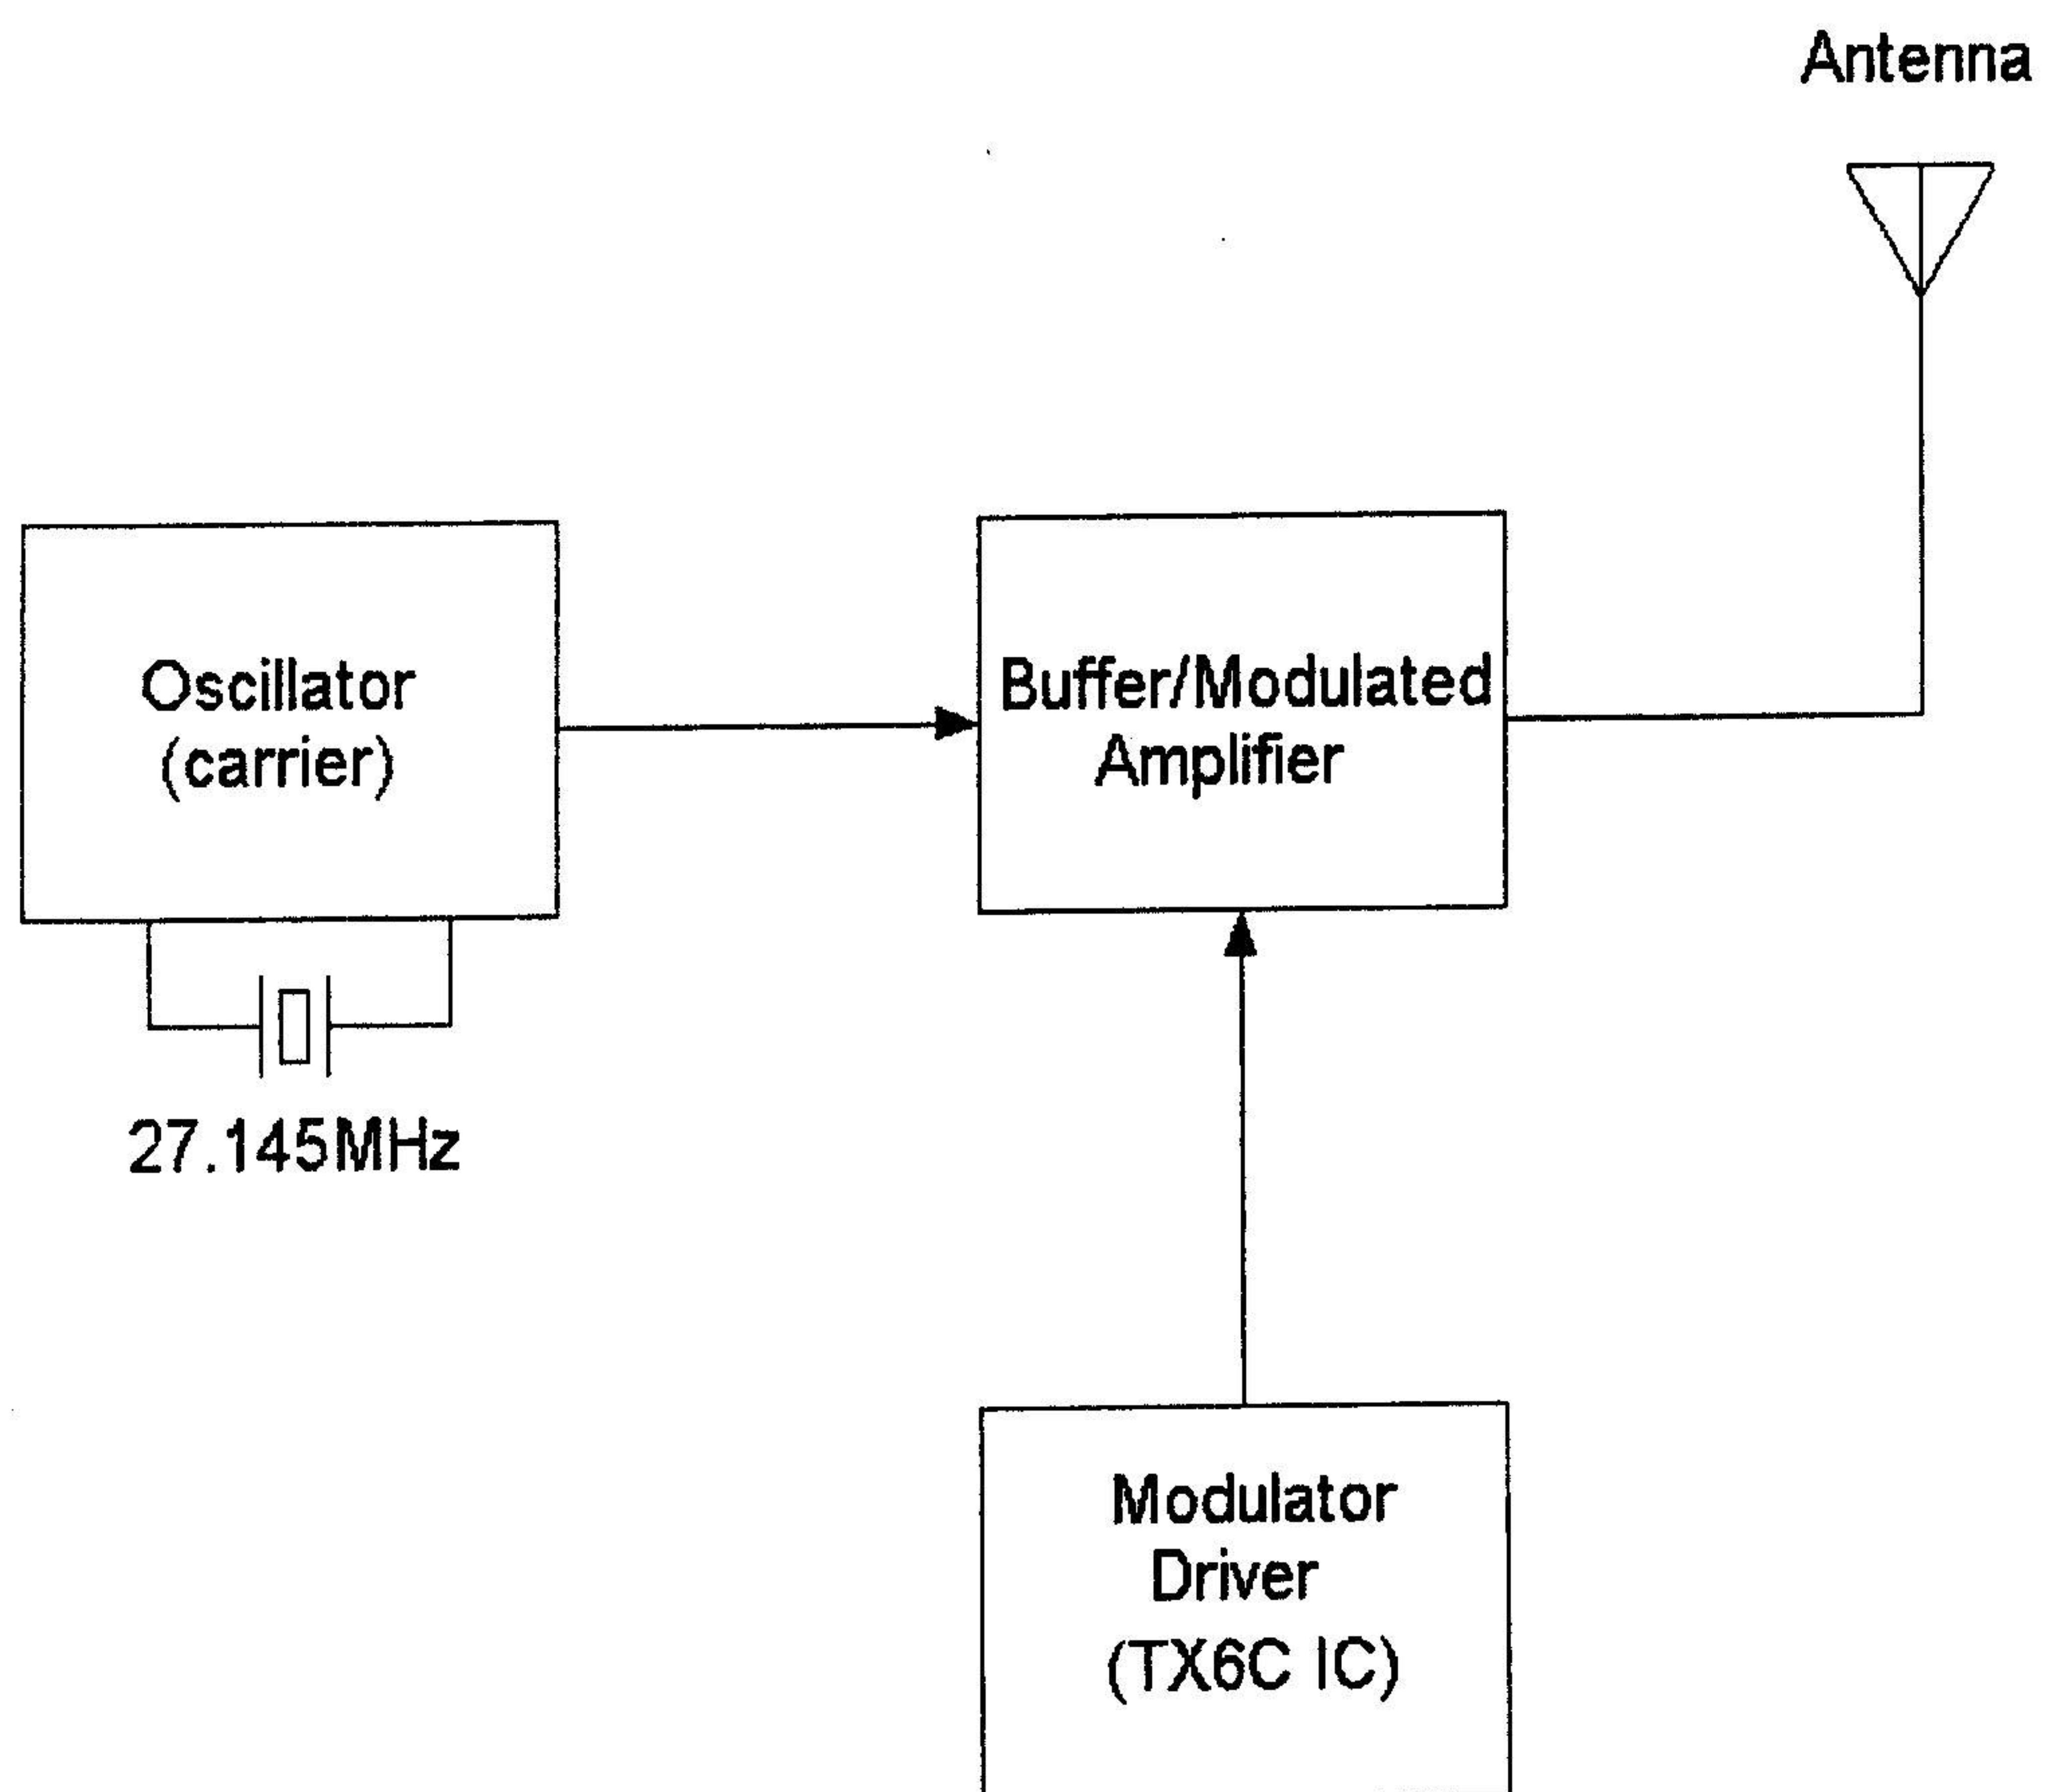 Antenna
Oscillator
(carrier)
Buffer/Modulated
Amplifier
27.145MHz
Modulator
Driver
(TX6C IC)